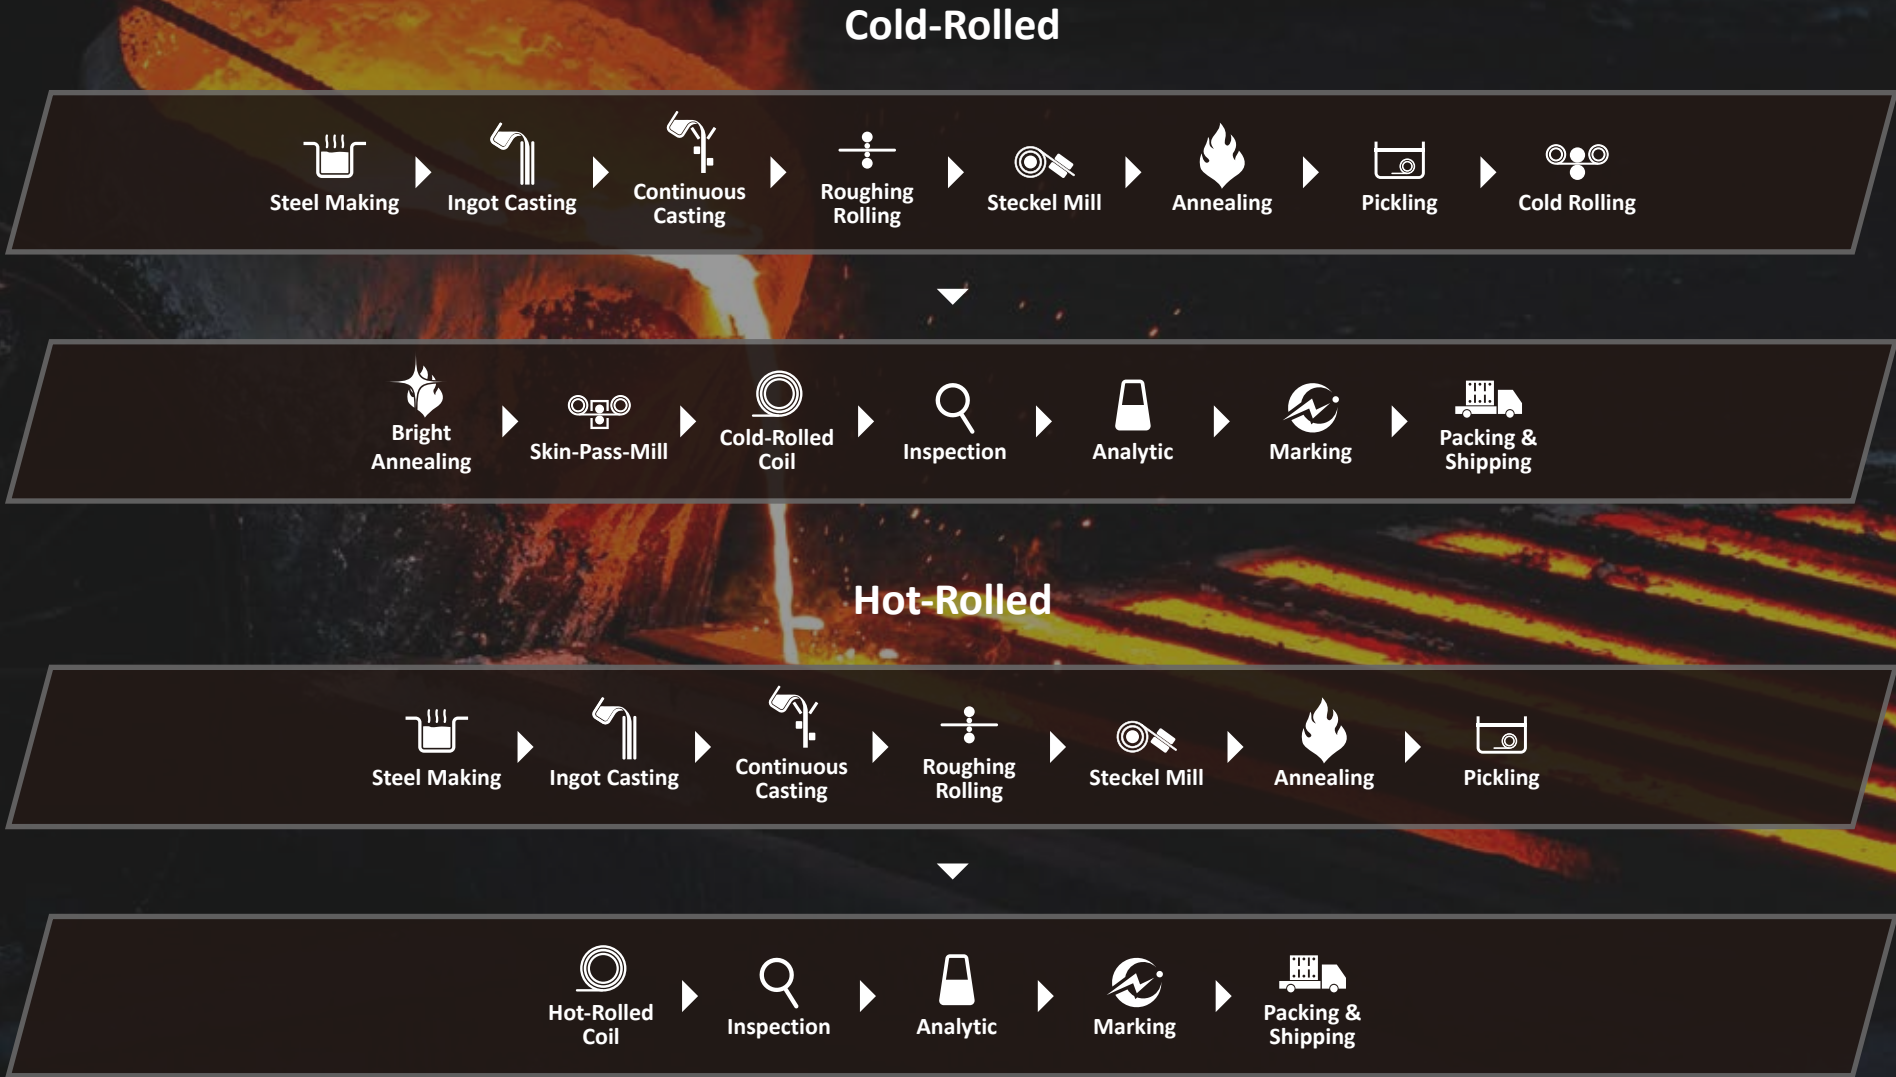 Cold-Rolled
Steel Making
Ingot Casting
Continuous
Casting
Roughing
Rolling
Steckel Mill
Annealing
Pickling
Cold Rolling
Bright
Annealing
Skin-Pass-Mill
Cold-Rolled
Coil
Inspection
Analytic
Marking
Packing &
Shipping
Hot-Rolled
Steel Making
Ingot Casting
Continuous
Casting
Roughing
Rolling
Steckel Mill
Annealing
Pickling
Hot-Rolled
Coil
Inspection
Analytic
Marking
Packing &
Shipping